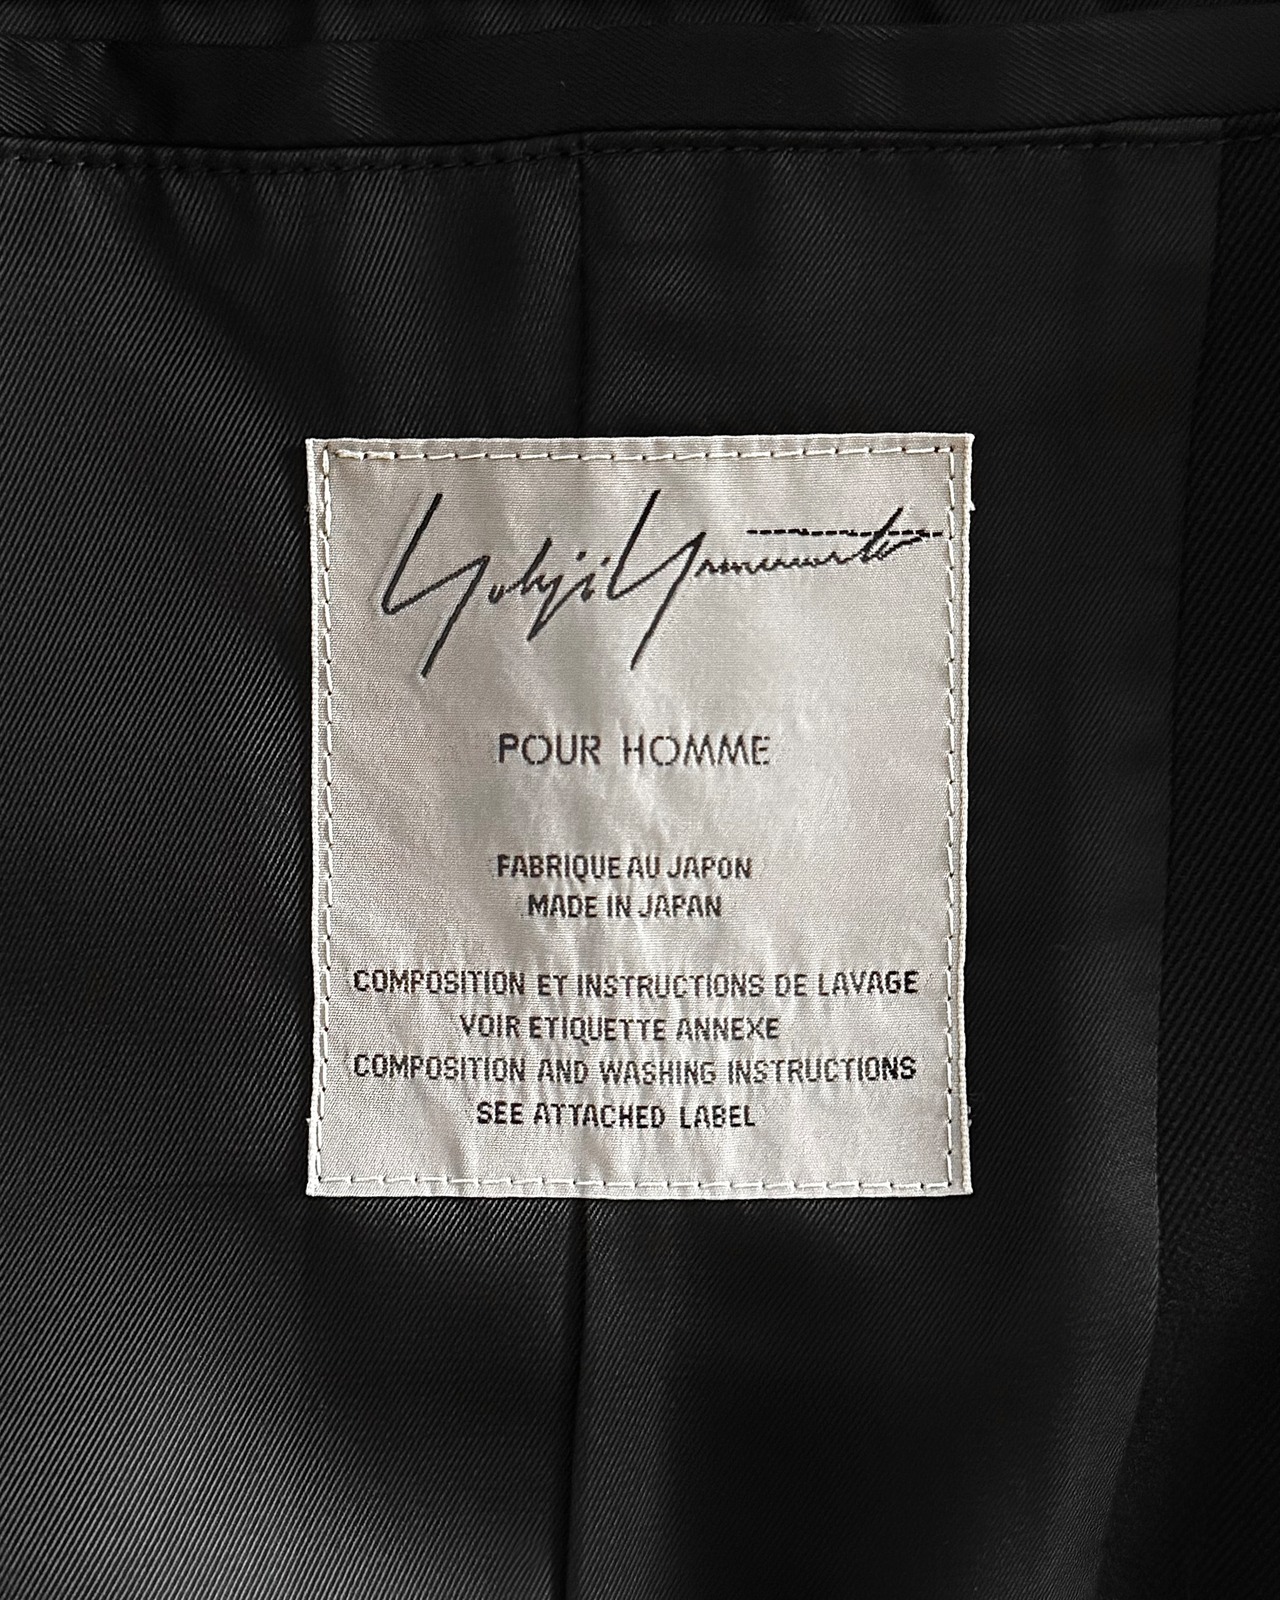 Yohji Yamamoto
POUR HOMME
FABRIQUE AU JAPON
MADE IN JAPAN
COMPOSITION ET INSTRUCTIONS DE LAVAGE
VOIR ETIQUETTE ANNEXE
COMPOSITION AND WASHING INSTRUCTIONS
SEE ATTACHED LABEL